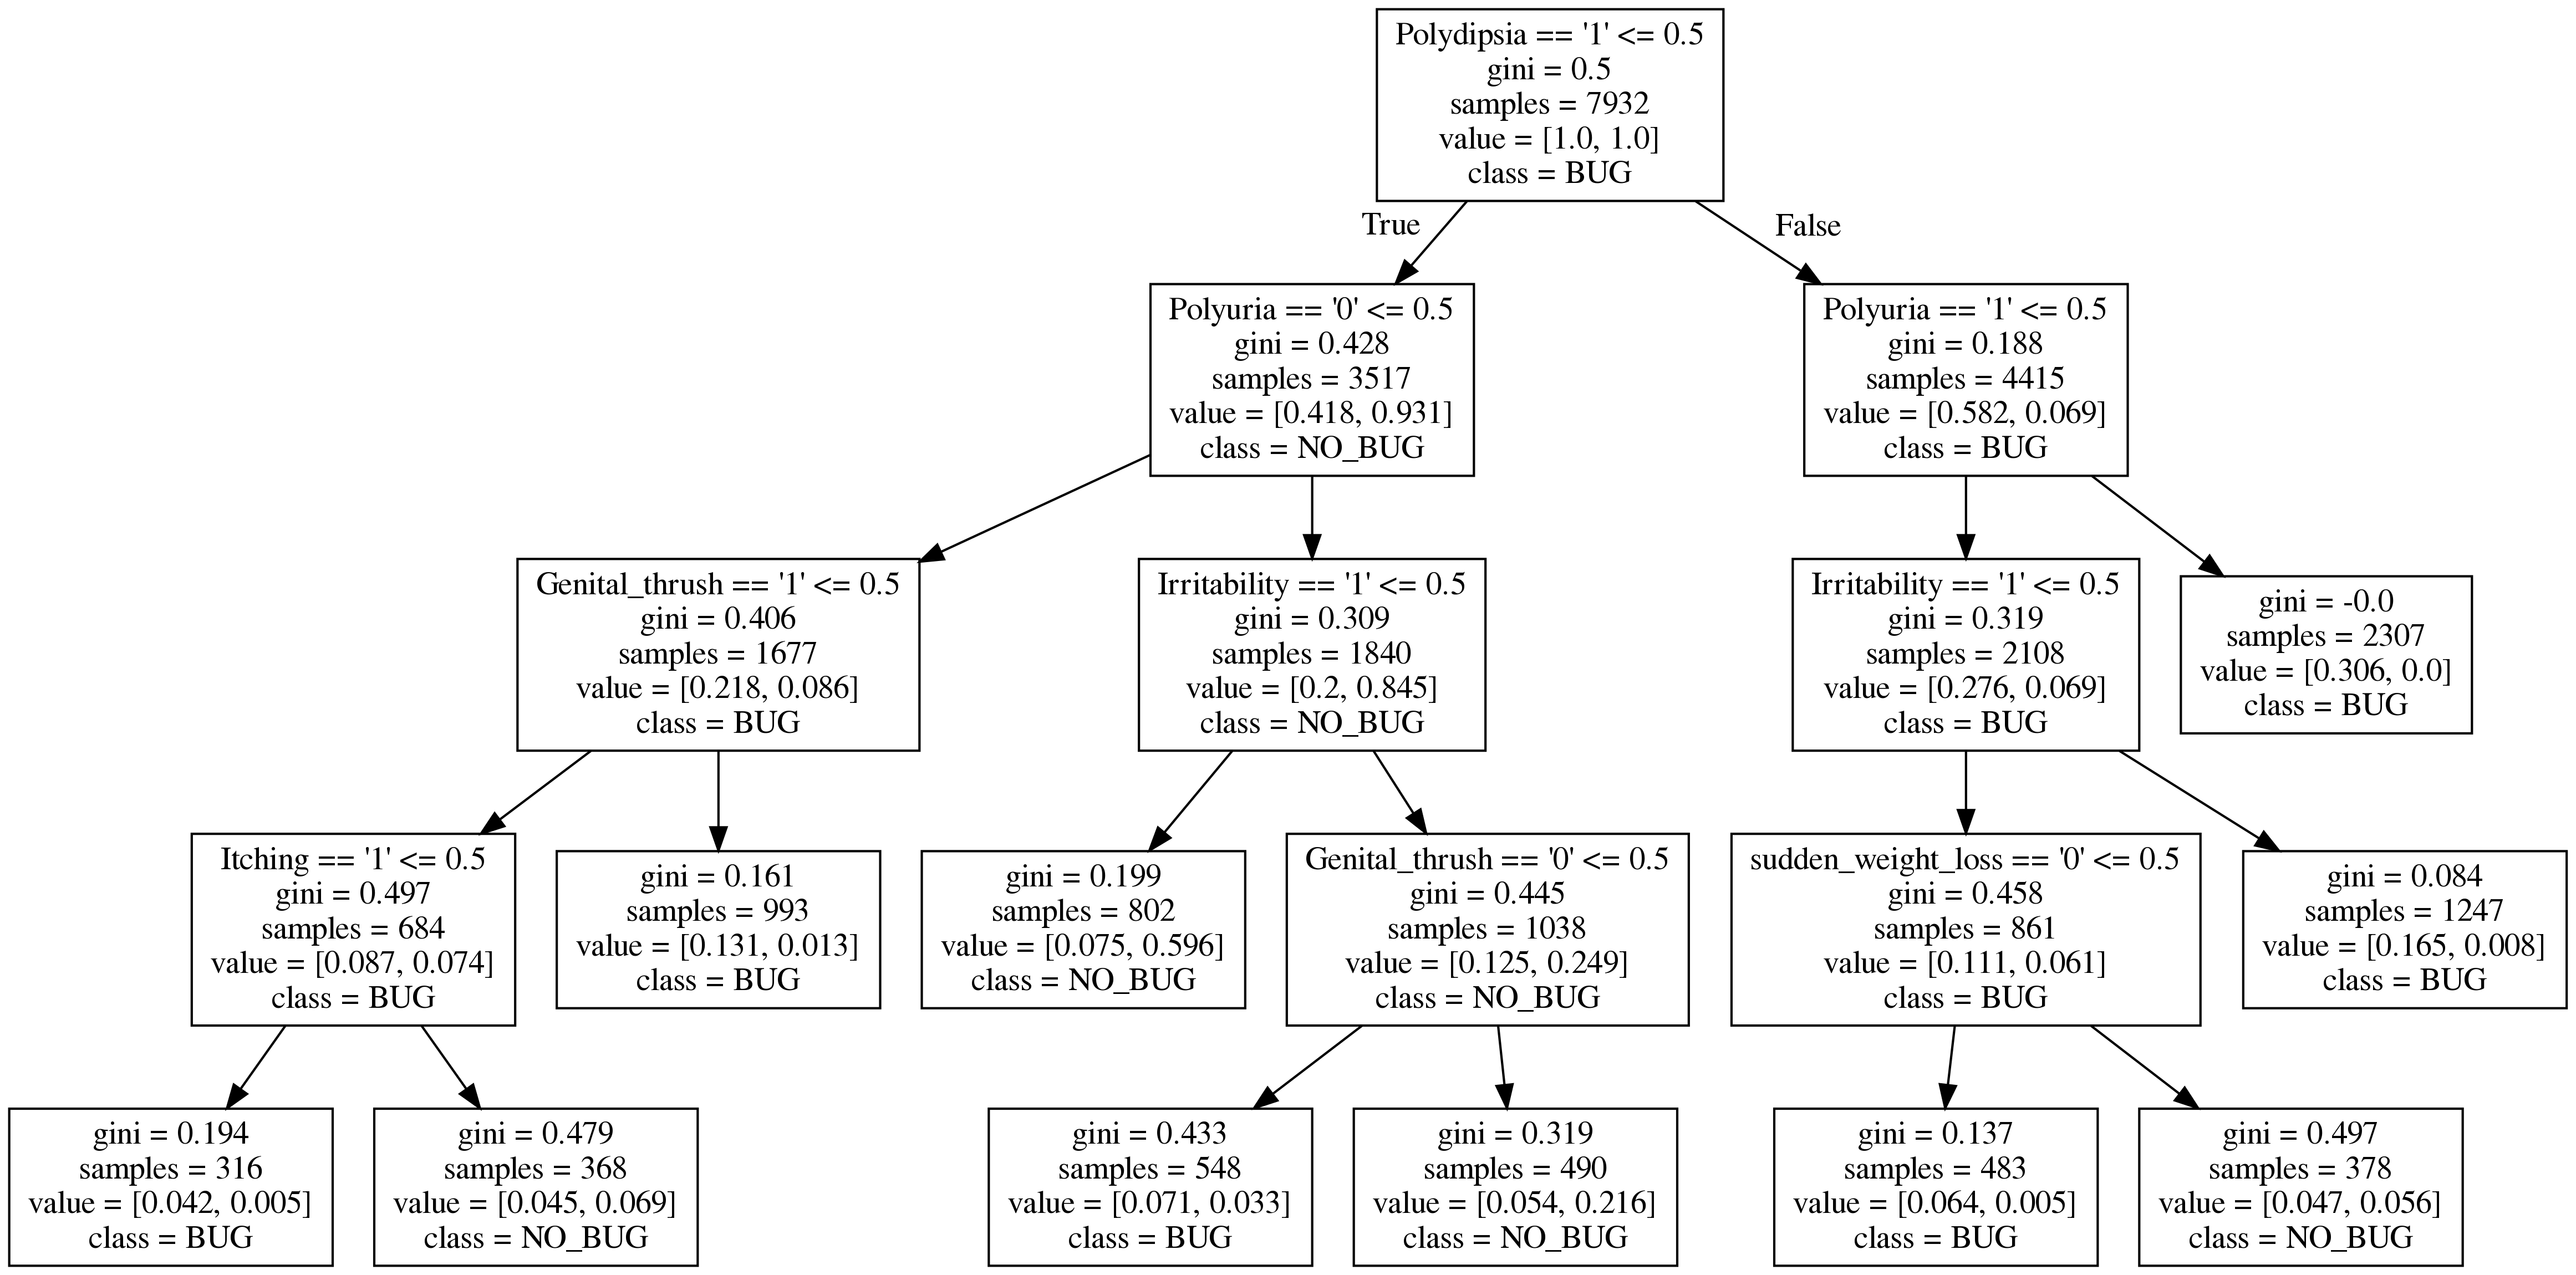 Polydipsia == '1' <= 0.5
gini = 0.5
samples = 7932
value = [1.0, 1.0]
class = BUG
True
False
Polyuria == '0' <= 0.5
gini = 0.428
samples = 3517
value = [0.418, 0.931]
class = NO_BUG
Polyuria == '1' <= 0.5
gini = 0.188
samples = 4415
value = [0.582, 0.069]
class = BUG
Genital_thrush == '1' <= 0.5
gini = 0.406
samples = 1677
value = [0.218, 0.086]
class = BUG
Irritability == '1' <= 0.5
gini = 0.309
samples = 1840
value = [0.2, 0.845]
class = NO_BUG
Irritability == '1' <= 0.5
gini = 0.319
samples = 2108
value = [0.276, 0.069]
class = BUG
gini = -0.0
samples = 2307
value = [0.306, 0.0]
class = BUG
Itching == '1' <= 0.5
gini = 0.497
samples = 684
value = [0.087, 0.074]
class = BUG
gini = 0.161
samples = 993
value = [0.131, 0.013]
class = BUG
gini = 0.199
samples = 802
value = [0.075, 0.596]
class = NO_BUG
Genital_thrush == '0' <= 0.5
gini = 0.445
samples = 1038
value = [0.125, 0.249]
class = NO_BUG
sudden_weight_loss == '0' <= 0.5
gini = 0.458
samples = 861
value = [0.111, 0.061]
class = BUG
gini = 0.084
samples = 1247
value = [0.165, 0.008]
class = BUG
gini = 0.194
samples = 316
value = [0.042, 0.005]
class = BUG
gini = 0.479
samples = 368
value = [0.045, 0.069]
class = NO_BUG
gini = 0.433
samples = 548
value = [0.071, 0.033]
class = BUG
gini = 0.319
samples = 490
value = [0.054, 0.216]
class = NO_BUG
gini = 0.137
samples = 483
value = [0.064, 0.005]
class = BUG
gini = 0.497
samples = 378
value = [0.047, 0.056]
class = NO_BUG